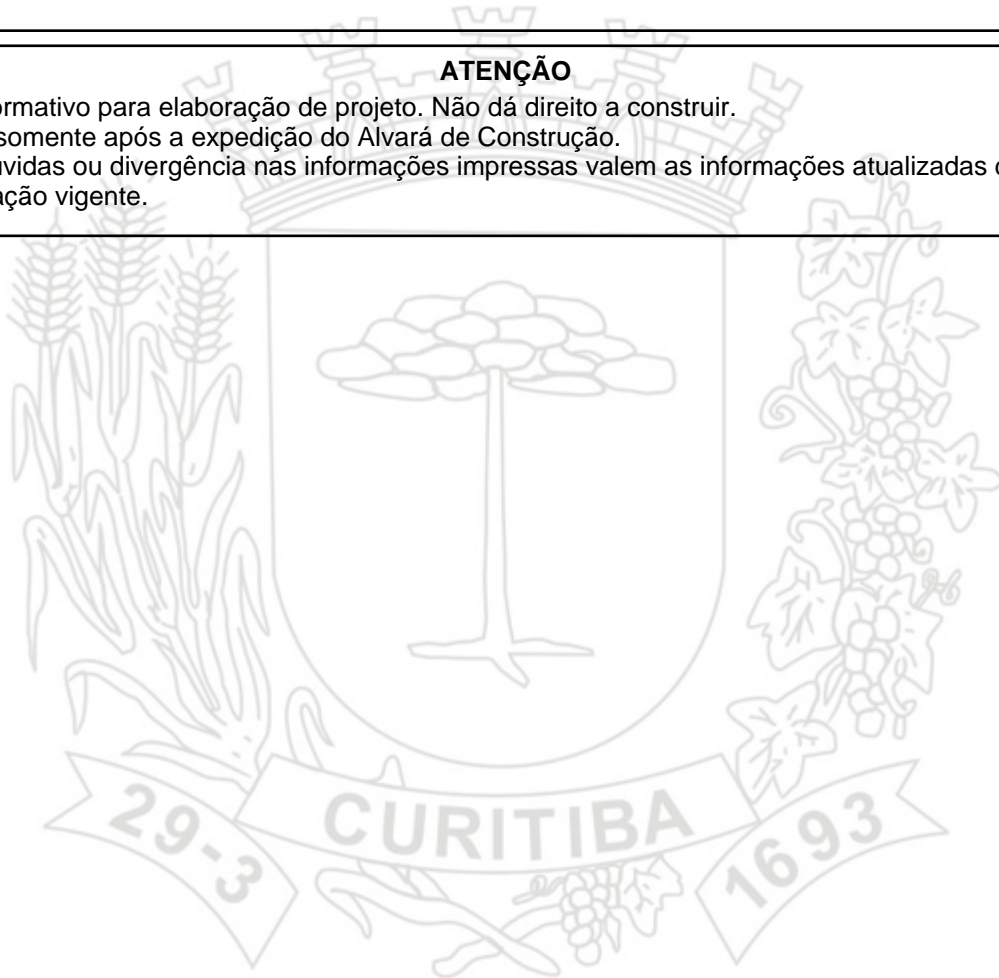 ATENÇÃO
ormativo para elaboração de projeto. Não dá direito a construir.
somente após a expedição do Alvará de Construção.
vidas ou divergência nas informações impressas valem as informações atualizadas
ação vigente.
29-3
CURITIBA
1693